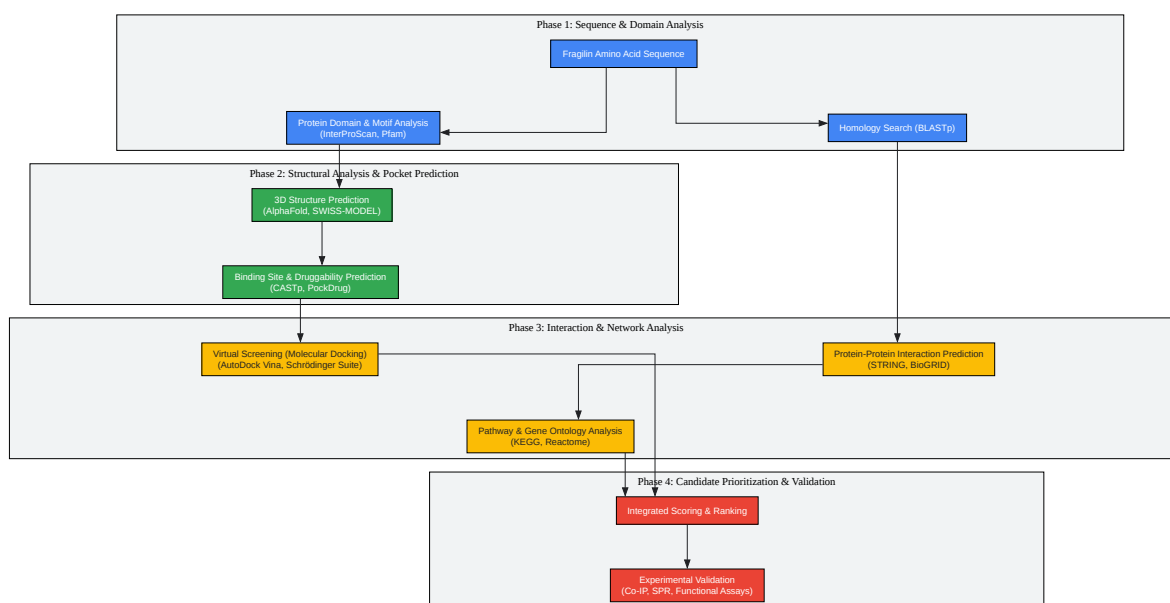 Phase 1: Sequence & Domain Analysis
Fragilin Amino Acid Sequence
Protein Domain & Motif Analysis
(InterProScan, Pfam)
Homology Search (BLASTp)
Phase 2: Structural Analysis & Pocket Prediction
3D Structure Prediction
(AlphaFold, SWISS-MODEL)
Binding Site & Druggability Prediction
(CASTp, PockDrug)
Phase 3: Interaction & Network Analysis
Virtual Screening (Molecular Docking)
(AutoDock Vina, Schrödinger Suite)
Protein-Protein Interaction Prediction
(STRING, BioGRID)
Pathway & Gene Ontology Analysis
(KEGG, Reactome)
Phase 4: Candidate Prioritization & Validation
Integrated Scoring & Ranking
Experimental Validation
(Co-IP, SPR, Functional Assays)